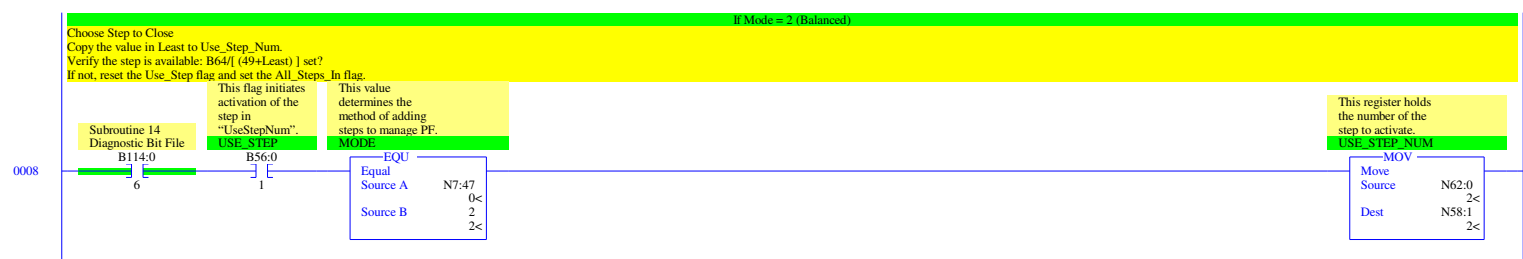 If Mode = 2 (Balanced)
Choose Step to Close
Copy the value in Least to Use_Step_Num.
Verify the step is available: B64/[ (49+Least) ] set?
If not, reset the Use_Step flag and set the All_Steps_In flag.
Subroutine 14
Diagnostic Bit File
B114:0
6
This flag initiates
activation of the
step in
“UseStepNum”.
USE_STEP
B56:0
1
This value
determines the
method of adding
steps to manage PF.
MODE
EQU
Equal
Source A N7:47
0<
Source B 2
2<
This register holds
the number of the
step to activate.
USE_STEP_NUM
MOV
Move
Source N62:0
2<
Dest N58:1
2<
0008